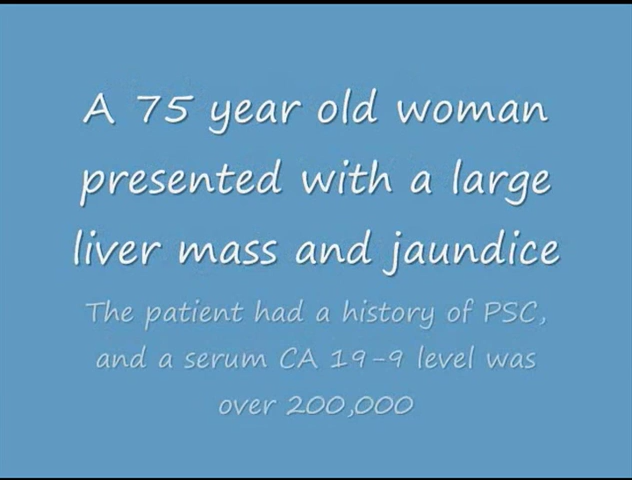 A 75 year old woman
presented with a large
liver mass and jaundice
The patient had a history of PSC,
and a serum CA 19-9 level was
over 200,000